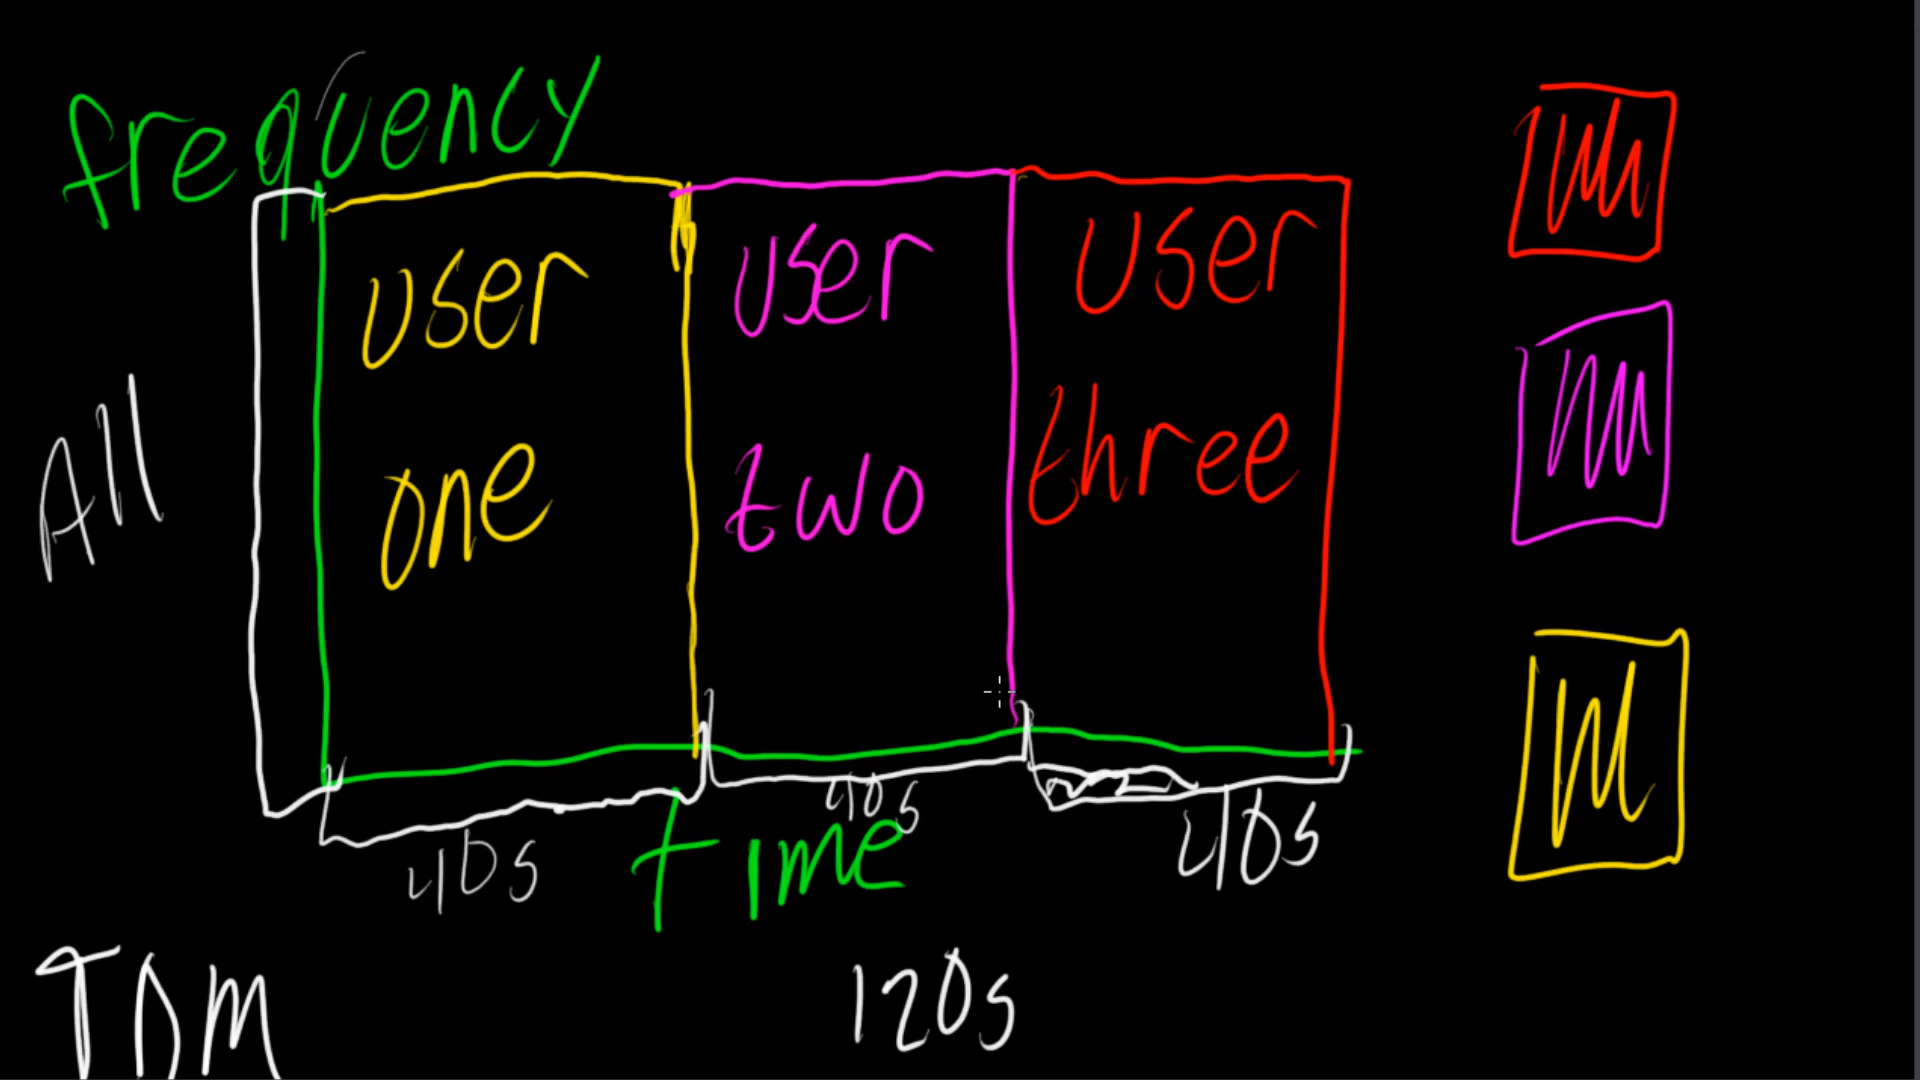 frequency
user
one
user
two
user
three
All
40s
40s
40s
time
TDM
120s